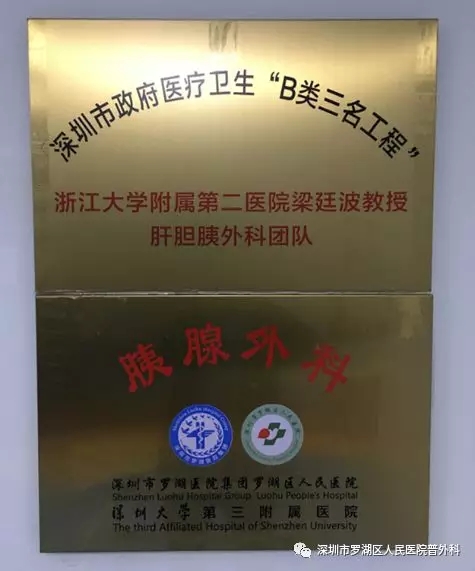 深圳市政府医疗卫生“B类三名工程”
浙江大学附属第二医院梁廷波教授
肝胆胰外科团队
胰腺外科
深圳市罗湖医院集团罗湖区人民医院
Shenzhen Luohu Hospital Group Luohu People's Hospital
深圳大学第三附属医院
The third Affiliated Hospital of Shenzhen University
深圳市罗湖区人民医院普外科